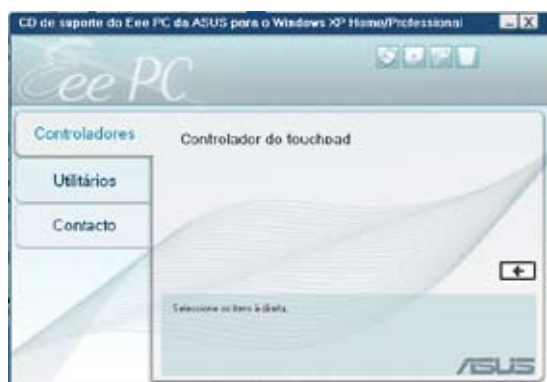 CD de suporte do Eee PC da ASUS para o Windows XP Home/Professional
Eee PC
Controladores
Controlador do touchpad
Utilitários
Contacto
Seleccione os itens à direita.
ASUS